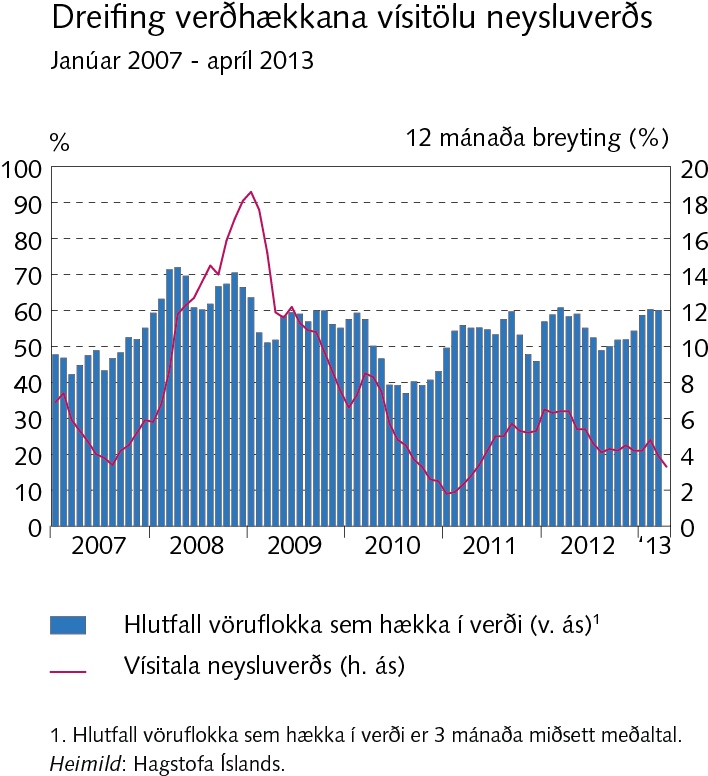 Dreifing verðhækkana vísitölu neysluverðs
Janúar 2007 - apríl 2013
%
12 mánaða breyting (%)
100
90
80
70
60
50
40
30
20
10
0
20
18
16
14
12
10
8
6
4
2
0
2007 2008 2009 2010 2011 2012 '13
Hlutfall vöruflokka sem hækka í verði (v. ás)¹
Vísitala neysluverðs (h. ás)
1. Hlutfall vöruflokka sem hækka í verði er 3 mánaða miðsett meðaltal.
Heimild: Hagstofa Íslands.